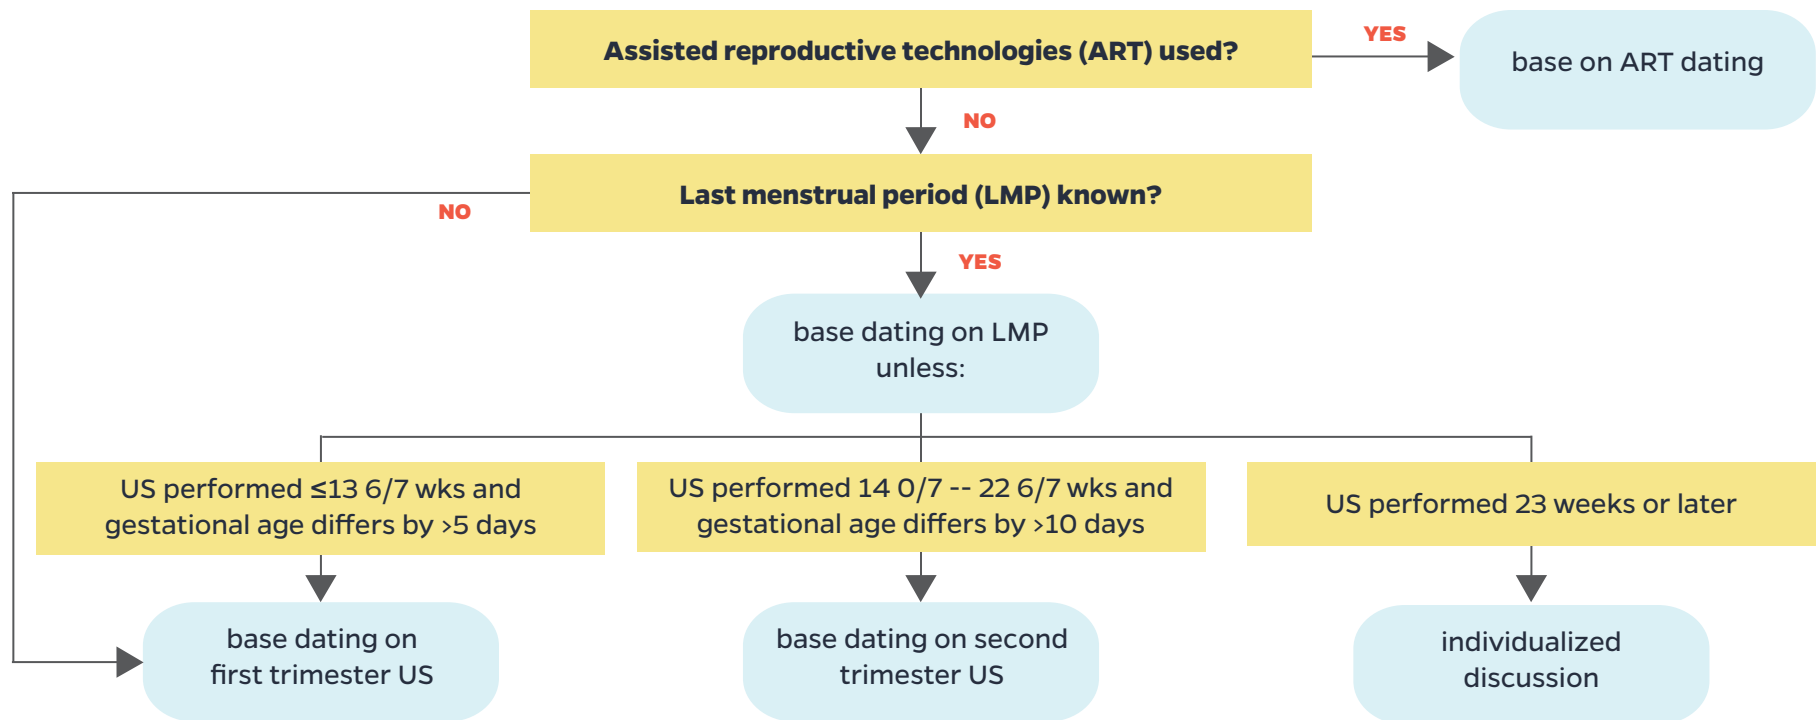 Assisted reproductive technologies (ART) used?
YES
base on ART dating
NO
Last menstrual period (LMP) known?
NO
YES
base dating on LMP
unless:
US performed ≤13 6/7 wks and
gestational age differs by >5 days
US performed 14 0/7 -- 22 6/7 wks and
gestational age differs by >10 days
US performed 23 weeks or later
base dating on
first trimester US
base dating on second
trimester US
individualized
discussion